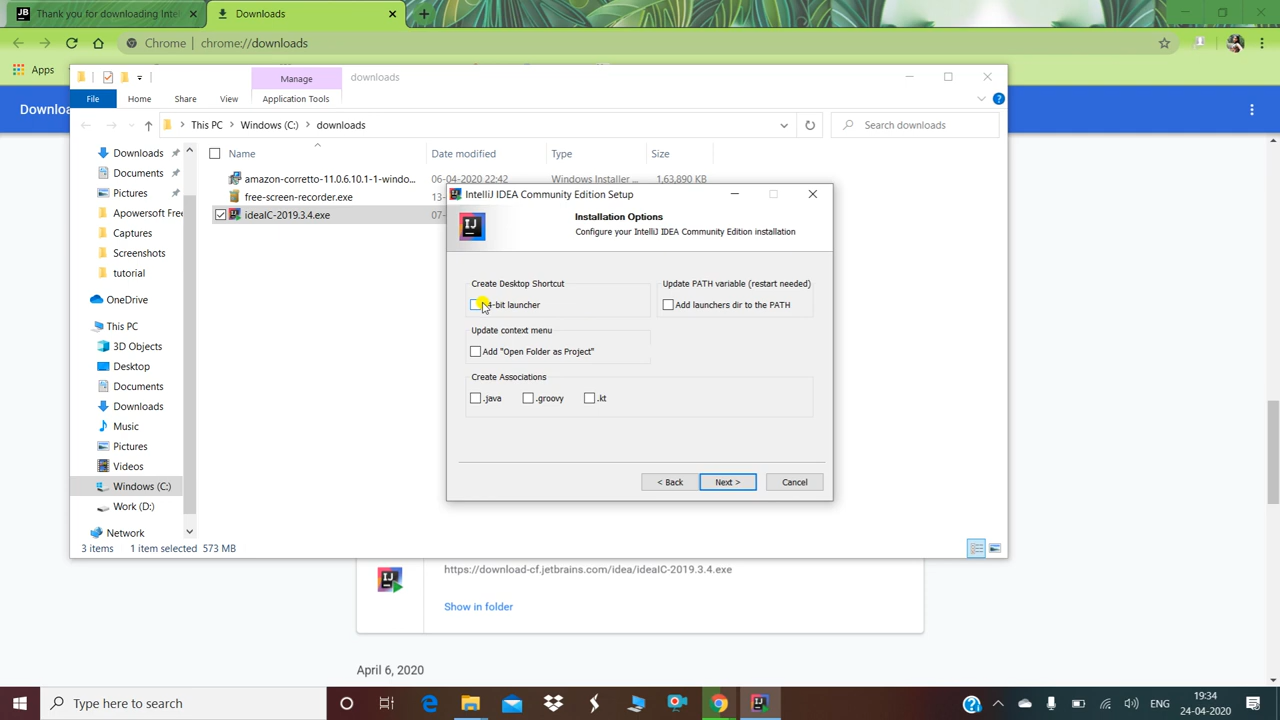 Thank you for downloading Intel
Downloads
Chrome
chrome://downloads
Apps
Manage
downloads
File
Home
Share
View
Application Tools
This PC
Windows (C:)
downloads
Search downloads
Name
Date modified
Type
Size
Downloads
Documents
Pictures
Apowersoft Free
Captures
Screenshots
tutorial
OneDrive
This PC
3D Objects
Desktop
Documents
Downloads
Music
Pictures
Videos
Windows (C:)
Work (D:)
Network
amazon-corretto-11.0.6.10.1-1-windo...
06-04-2020 22:42
Windows Installer ...
1,63,890 KB
free-screen-recorder.exe
13-
ideaIC-2019.3.4.exe
07-
3 items
1 item selected
573 MB
IntelliJ IDEA Community Edition Setup
Installation Options
Configure your IntelliJ IDEA Community Edition installation
Create Desktop Shortcut
-bit launcher
Update PATH variable (restart needed)
Add launchers dir to the PATH
Update context menu
Add "Open Folder as Project"
Create Associations
.java
.groovy
.kt
< Back
Next >
Cancel
Downloa
https://download-cf.jetbrains.com/idea/ideaIC-2019.3.4.exe
Show in folder
April 6, 2020
Type here to search
ENG
19:34
24-04-2020